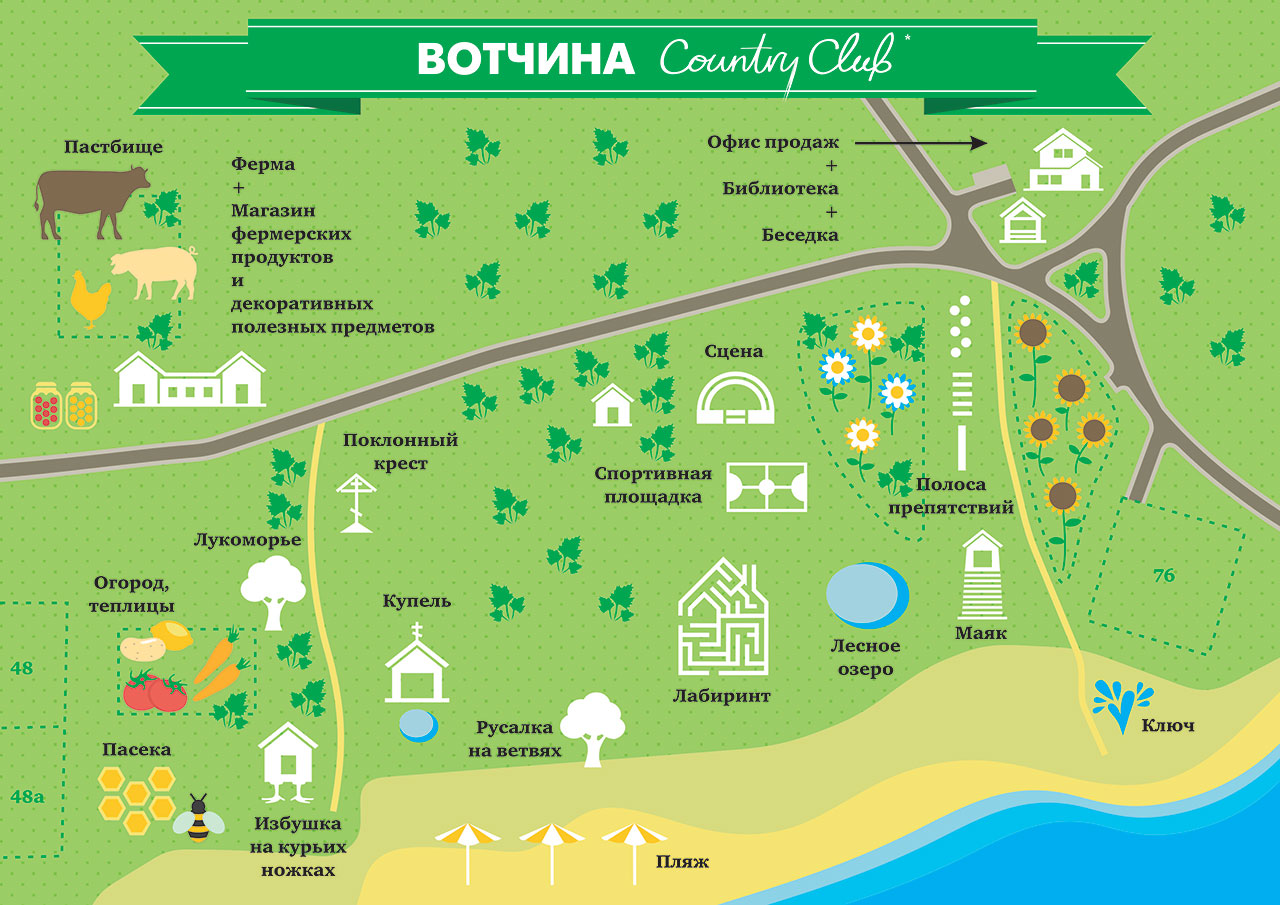 ВОТЧИНА Country Club*
Пастбище
Ферма
+
Магазин
фермерских
продуктов
и
декоративных
полезных предметов
Офис продаж
+
Библиотека
+
Беседка
Сцена
Поклонный
крест
Спортивная
площадка
Полоса
препятствий
Лукоморье
Огород,
теплицы
Купель
76
Маяк
Лесное
озеро
48
Лабиринт
Русалка
на ветвях
Ключ
Пасека
48а
Избушка
на курьих
ножках
Пляж